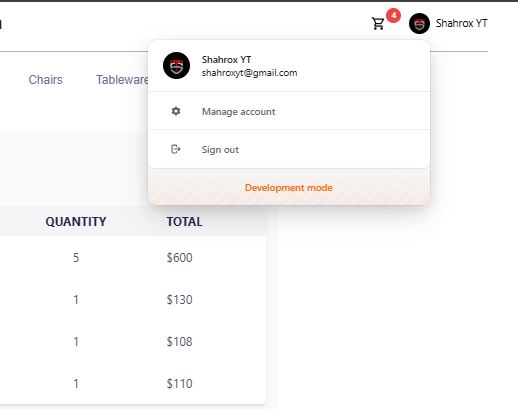 4
Shahrox YT
Shahrox YT
shahroxyt@gmail.com
Chairs
Tableware
Manage account
Sign out
Development mode
QUANTITY TOTAL
5 $600
1 $130
1 $108
1 $110